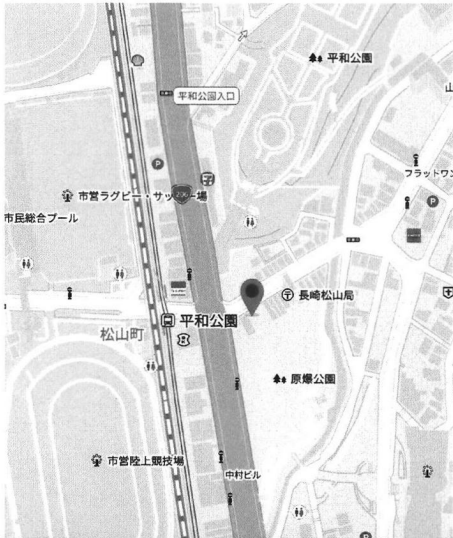 平和公園
平和公園入口
山
フラットワン
P
P
206
市営ラグビー・サッカー場
市民総合プール
長崎松山局
平和公園
松山町
原爆公園
市営陸上競技場
中村ビル
P